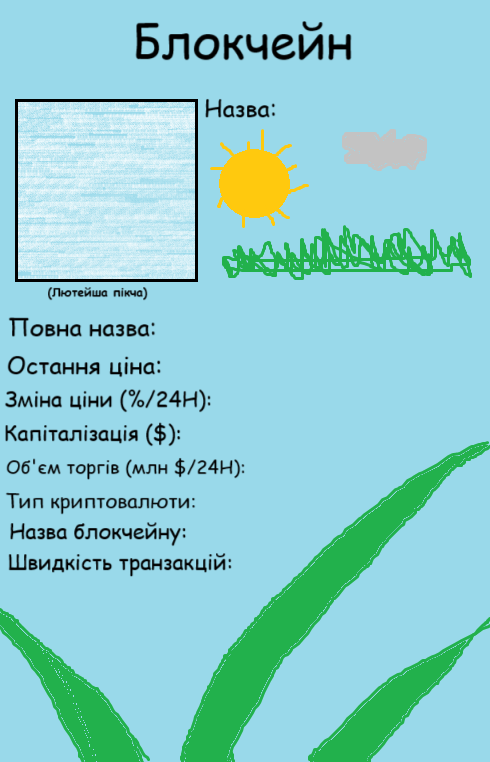 Блокчейн
Назва:
(Лютейша пікча)
Повна назва:
Остання ціна:
Зміна ціни (%/24H):
Капіталізація ($):
Об'єм торгів (млн $/24H):
Тип криптовалюти:
Назва блокчейну:
Швидкість транзакцій: